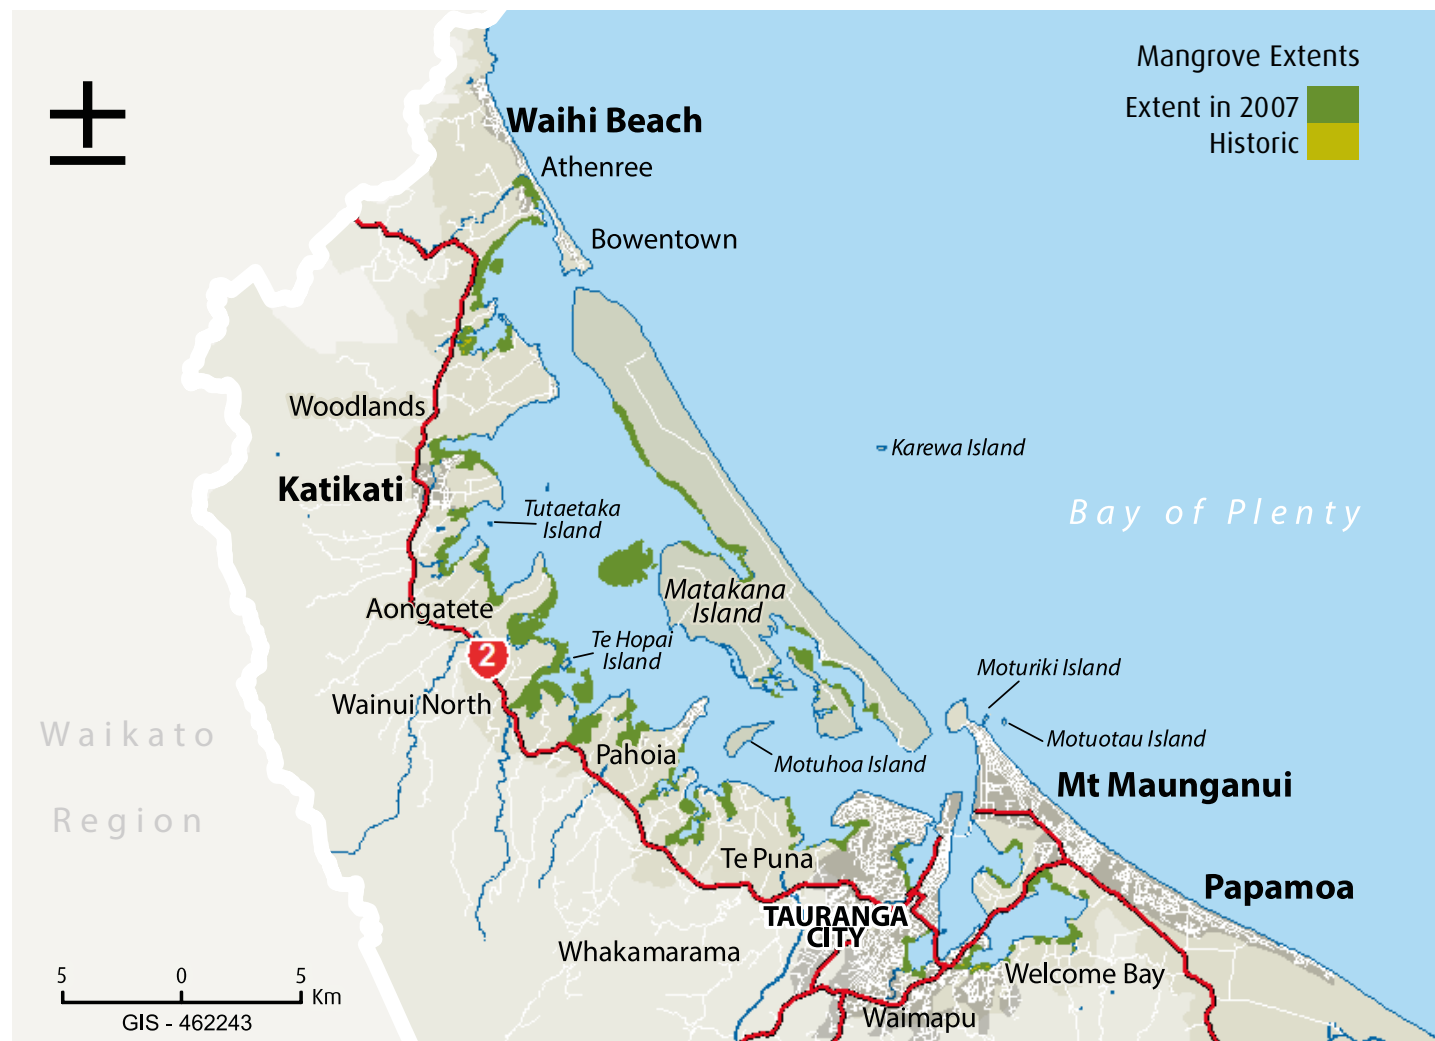 Mangrove Extents
Extent in 2007
Historic
Waihi Beach
Athenree
Bowentown
Woodlands
Karewa Island
Katikati
Tutaetaka
Island
Bay of Plenty
Matakana
Island
Aongatete
2
Te Hopai
Island
Moturiki Island
Wainui North
Waikato
Region
Motuotau Island
Pahoia
Motuhoa Island
Mt Maunganui
Te Puna
Papamoa
TAURANGA
CITY
Whakamarama
Welcome Bay
Waimapu
5 0 5
Km
GIS - 462243